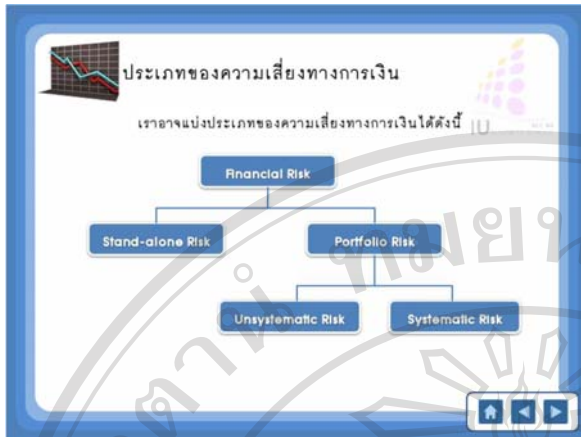 ประเภทของความเสี่ยงทางการเงิน
เราอาจแบ่งประเภทของความเสี่ยงทางการเงินได้ดังนี้
Financial Risk
Stand-alone Risk
Portfolio Risk
Unsystematic Risk
Systematic Risk